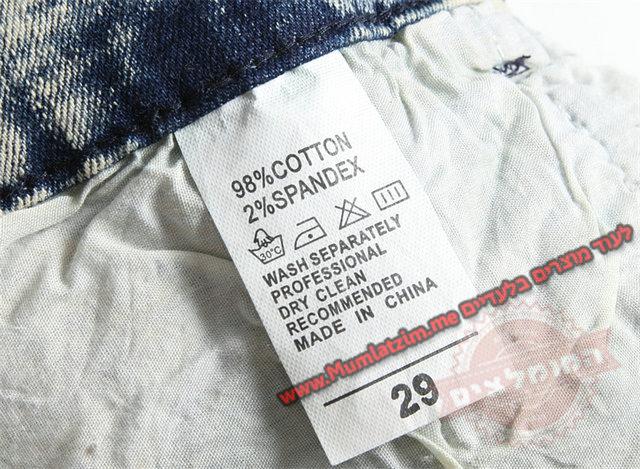 98%COTTON
2%SPANDEX
30°C
WASH SEPARATELY
PROFESSIONAL
DRY CLEAN
RECOMMENDED
MADE IN CHINA
לעוד מוצרים בלעדיים www.Mumlatzim.me
29
המומלצים